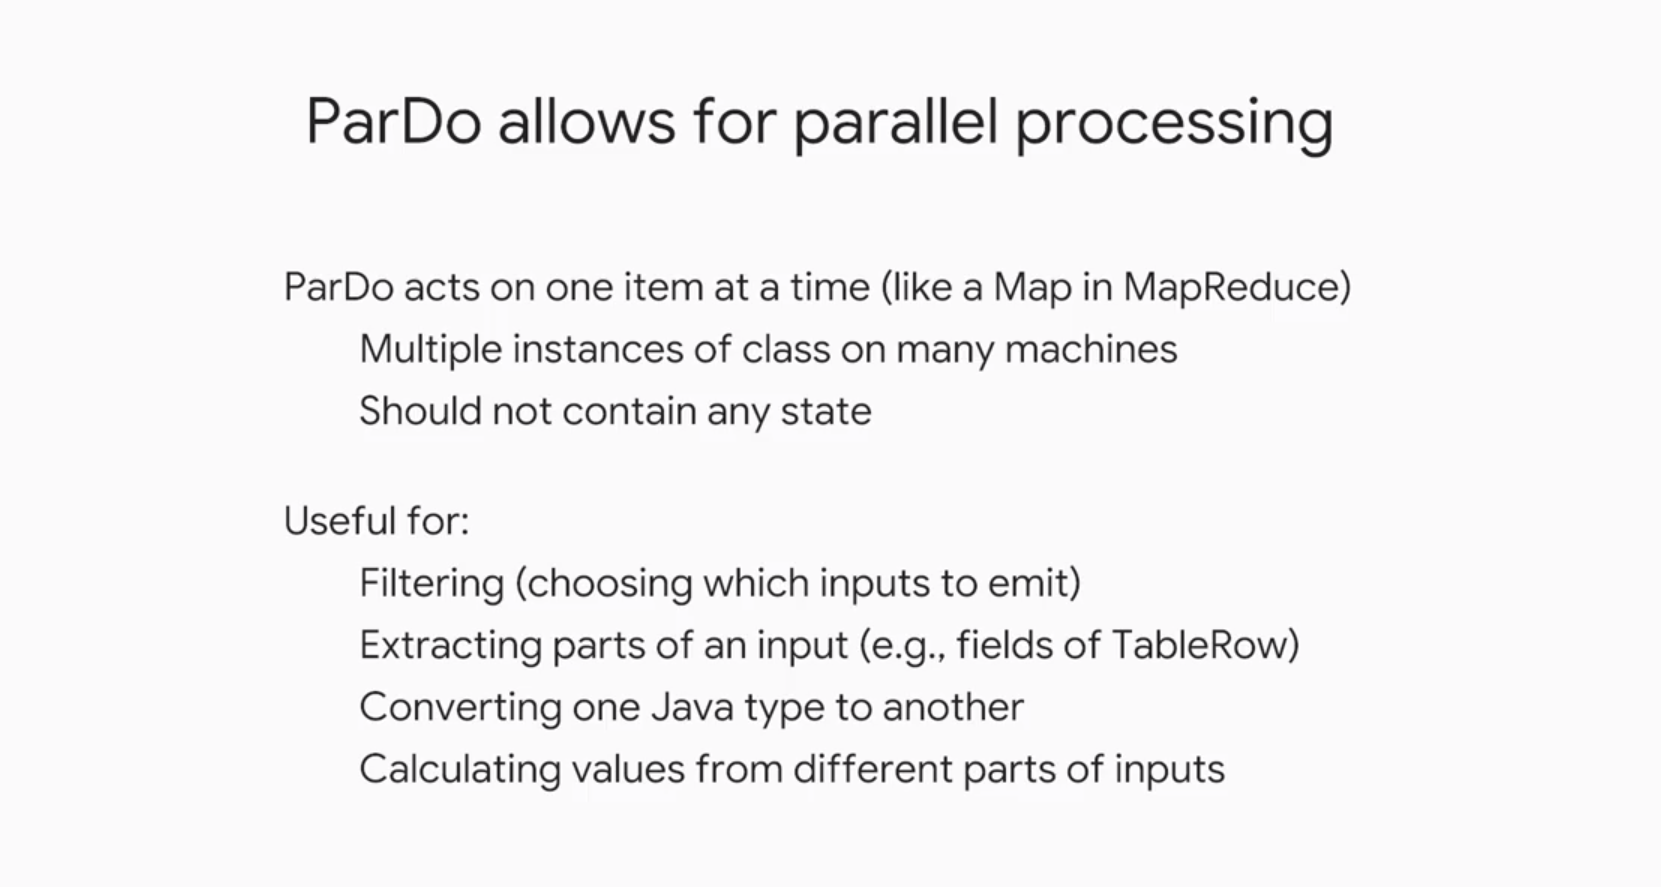 ParDo allows for parallel processing
ParDo acts on one item at a time (like a Map in MapReduce)
Multiple instances of class on many machines
Should not contain any state
Useful for:
Filtering (choosing which inputs to emit)
Extracting parts of an input (e.g., fields of TableRow)
Converting one Java type to another
Calculating values from different parts of inputs